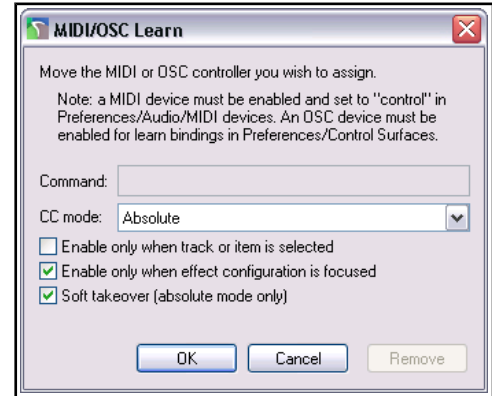 MIDI/OSC Learn
Move the MIDI or OSC controller you wish to assign.
Note: a MIDI device must be enabled and set to "control" in
Preferences/Audio/MIDI devices. An OSC device must be
enabled for learn bindings in Preferences/Control Surfaces.
Command:
CC mode: Absolute
Enable only when track or item is selected
Enable only when effect configuration is focused
Soft takeover (absolute mode only)
OK Cancel Remove